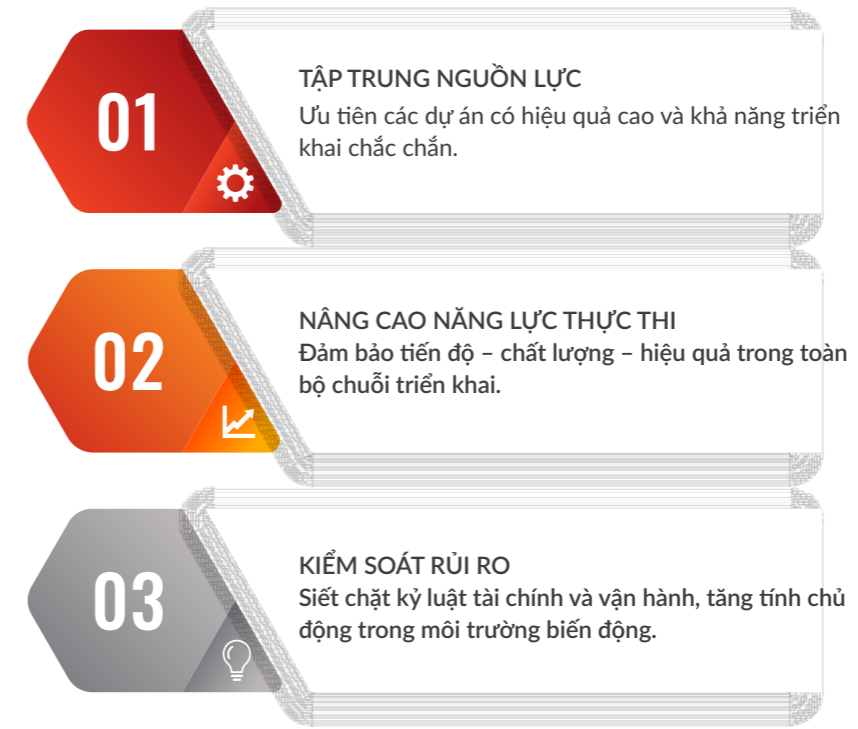 01
TẬP TRUNG NGUỒN LỰC
Ưu tiên các dự án có hiệu quả cao và khả năng triển
khai chắc chắn.
02
NÂNG CAO NĂNG LỰC THỰC THI
Đảm bảo tiến độ – chất lượng – hiệu quả trong toàn
bộ chuỗi triển khai.
03
KIỂM SOÁT RỦI RO
Siết chặt kỷ luật tài chính và vận hành, tăng tính chủ
động trong môi trường biến động.